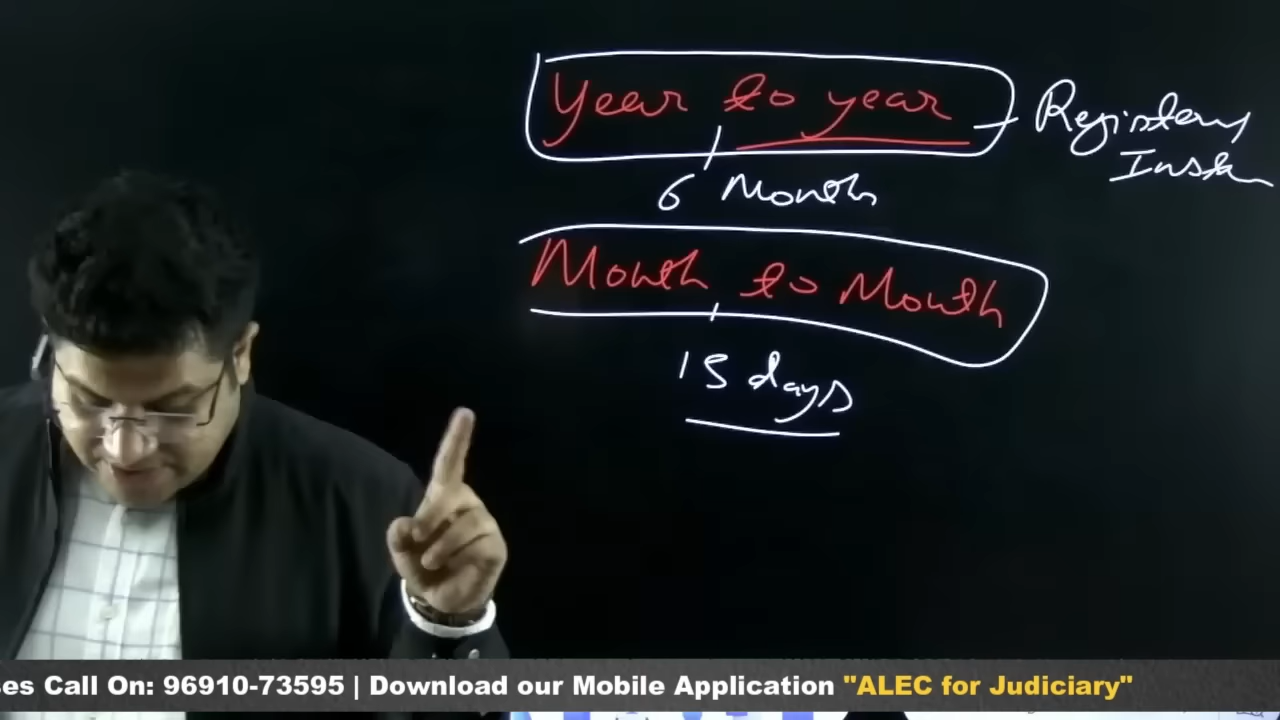 Year to year
Registery
Inst
6 Month
Month to Month
15 days
es Call On: 96910-73595 | Download our Mobile Application "ALEC for Judiciary"